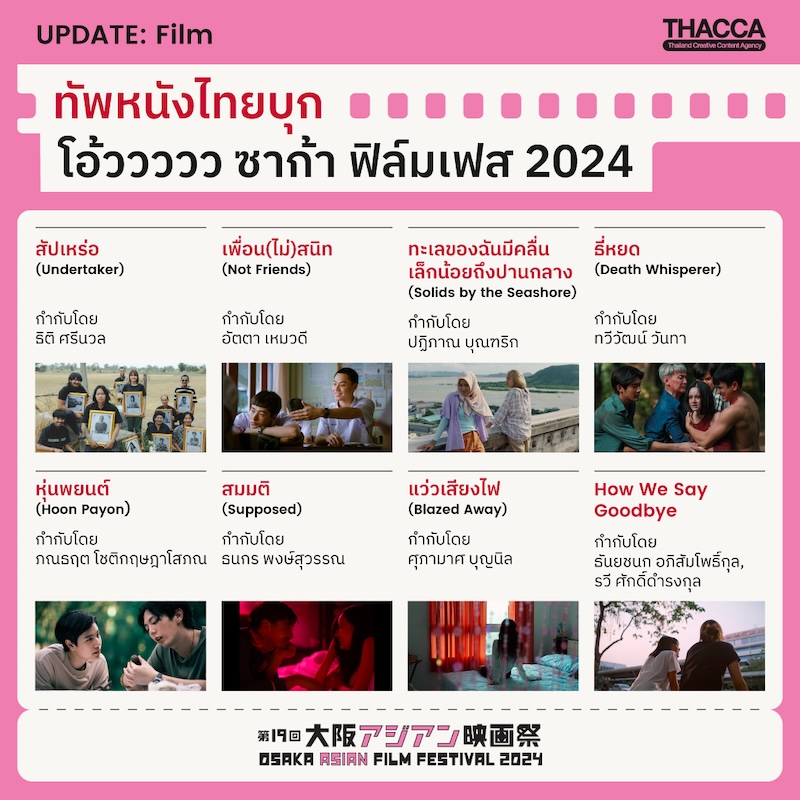 UPDATE: Film
THACCA
Thailand Creative Content Agency
ทัพหนังไทยบุก
โอ้วววววว ซาก้า ฟิล์มเฟส 2024
สัปเหร่อ
(Undertaker)
กำกับโดย
ธิติ ศรีนวล
เพื่อน(ไม่)สนิท
(Not Friends)
กำกับโดย
อัตตา เหมวดี
ทะเลของฉันมีคลื่น
เล็กน้อยถึงปานกลาง
(Solids by the Seashore)
กำกับโดย
ปฏิภาณ บุณฑริก
ธี่หยด
(Death Whisperer)
กำกับโดย
ทวีวัฒน์ วันทา
หุ่นพยนต์
(Hoon Payon)
กำกับโดย
ภณธฤต โชติกฤษฎาโสภณ
สมมติ
(Supposed)
กำกับโดย
ธนกร พงษ์สุวรรณ
แว่วเสียงไฟ
(Blazed Away)
กำกับโดย
ศุภามาศ บุญนิล
How We Say
Goodbye
กำกับโดย
ธันยชนก อภิสัมโพธิ์กุล,
รวี ศักดิ์ดำรงกุล
第19回 大阪アジアン映画祭
OSAKA ASIAN FILM FESTIVAL 2024